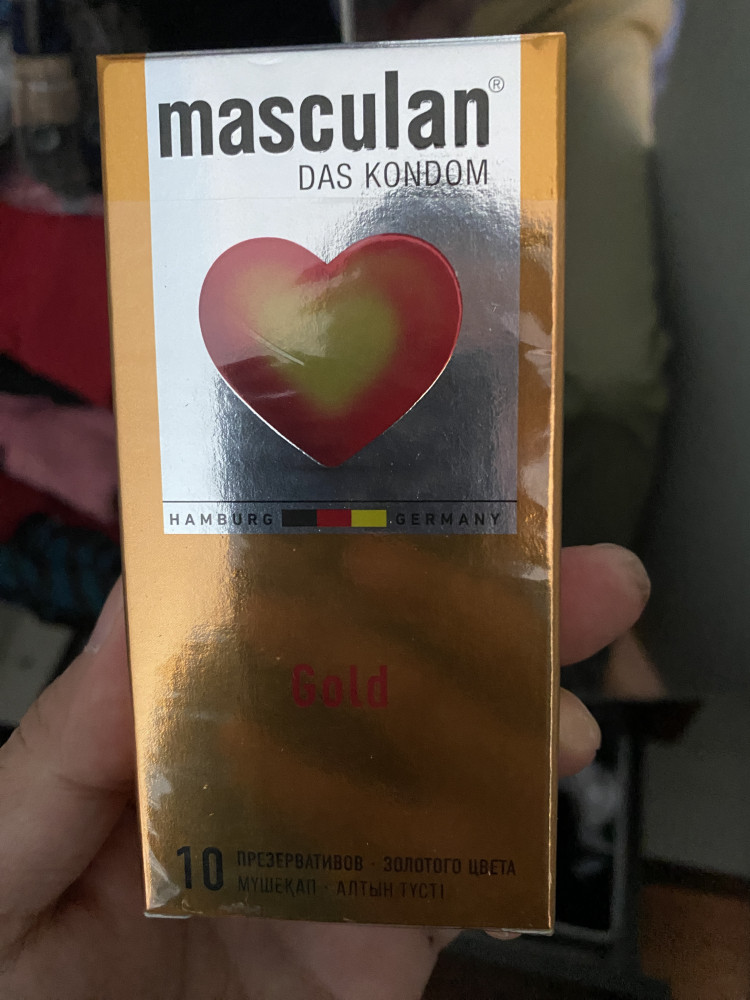 masculan®
DAS KONDOM
HAMBURG GERMANY
Gold
10 ПРЕЗЕРВАТИВОВ · ЗОЛОТОГО ЦВЕТА
МҮШЕҚАП · АЛТЫН ТҮСТІ